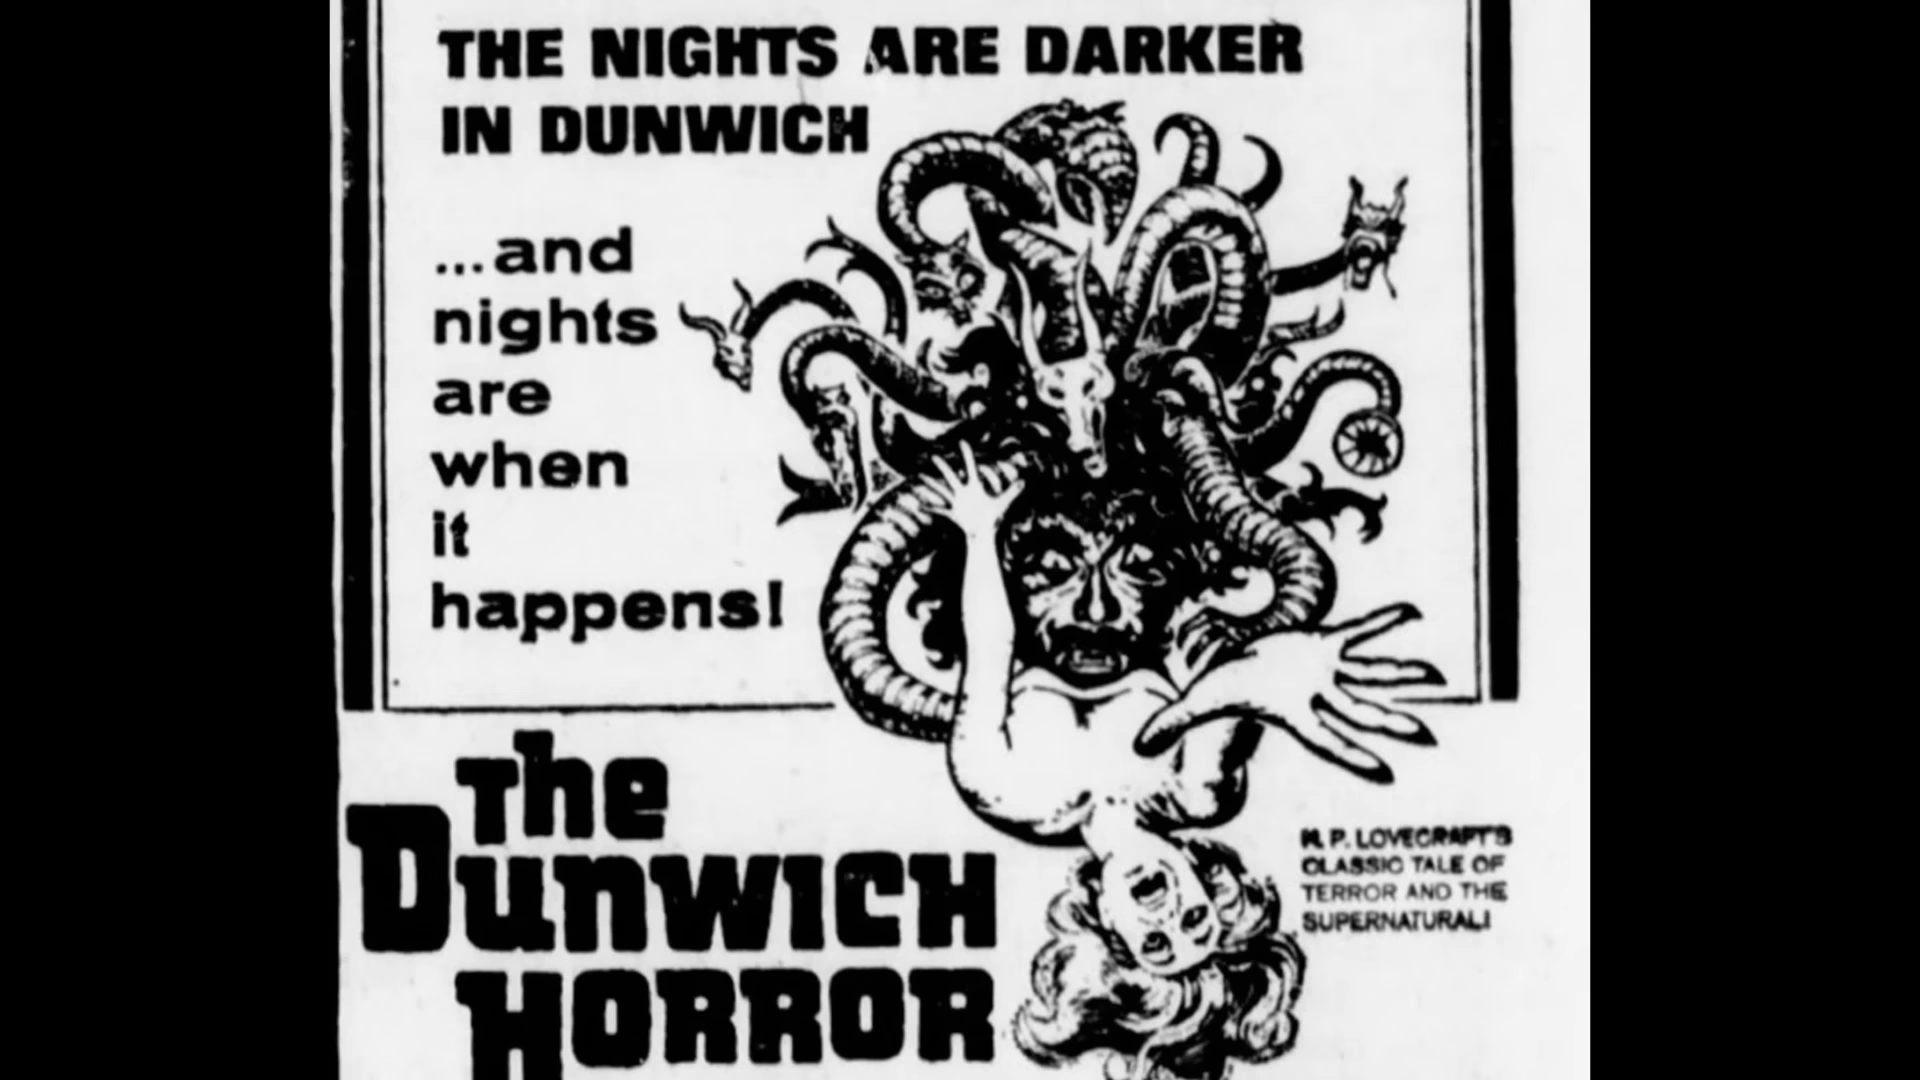 THE NIGHTS ARE DARKER
IN DUNWICH
...and
nights
are
when
it
happens!
The
DUNWICH
HORROR
H. P. LOVECRAFT'S
CLASSIC TALE OF
TERROR AND THE
SUPERNATURAL!